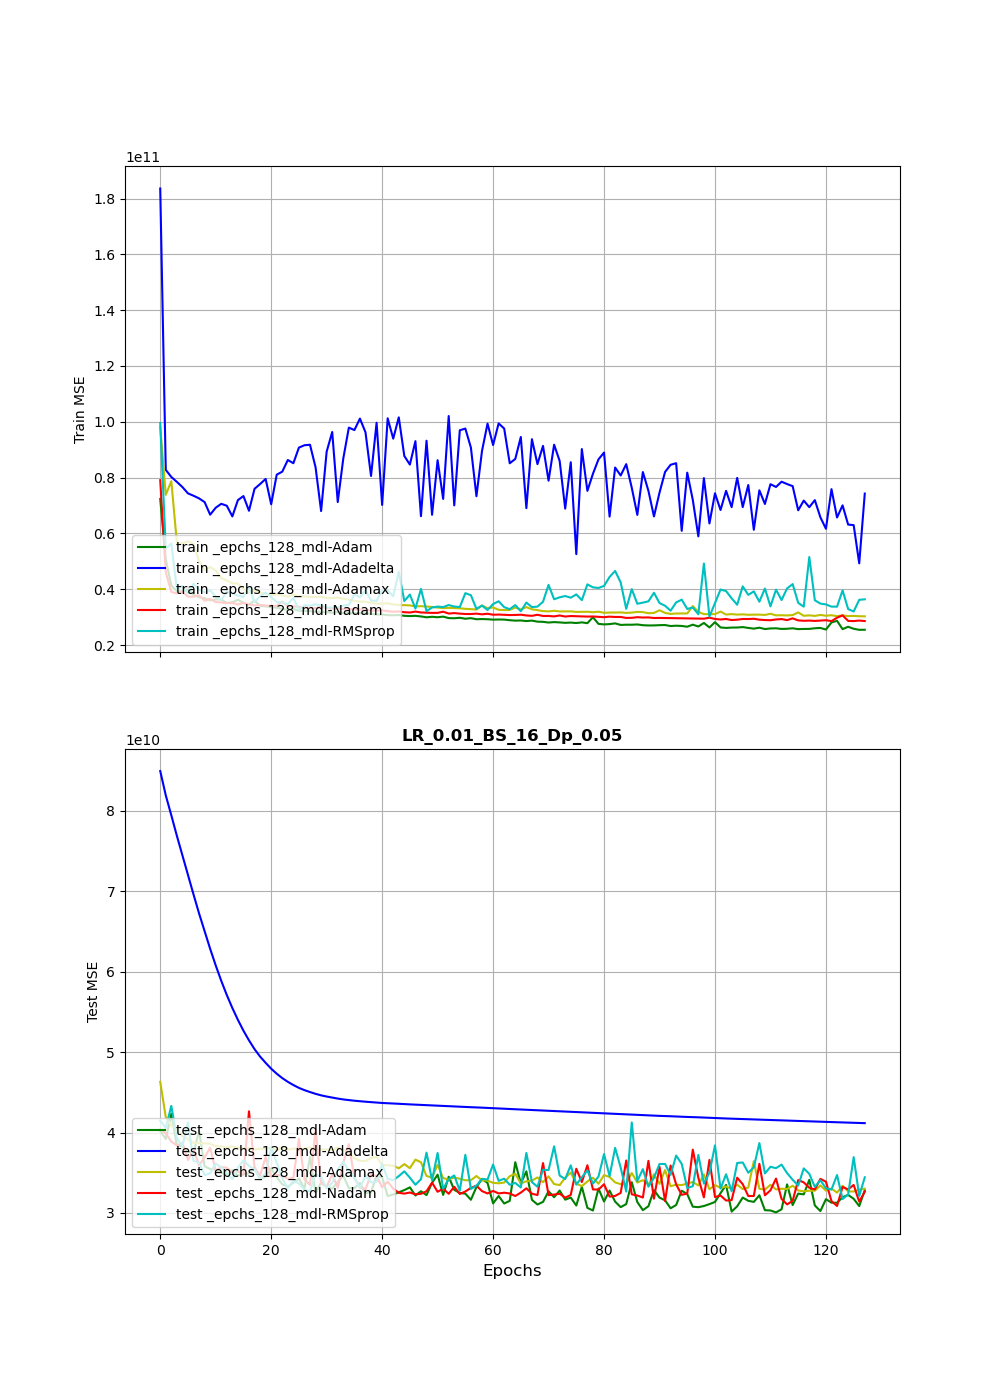 1e11
1.8
1.6
1.4
1.2
1.0
0.8
0.6
0.4
0.2
Train MSE
train _epchs_128_mdl-Adam
train _epchs_128_mdl-Adadelta
train _epchs_128_mdl-Adamax
train _epchs_128_mdl-Nadam
train _epchs_128_mdl-RMSprop
LR_0.01_BS_16_Dp_0.05
1e10
8
7
6
5
4
3
Test MSE
test _epchs_128_mdl-Adam
test _epchs_128_mdl-Adadelta
test _epchs_128_mdl-Adamax
test _epchs_128_mdl-Nadam
test _epchs_128_mdl-RMSprop
0 20 40 60 80 100 120
Epochs